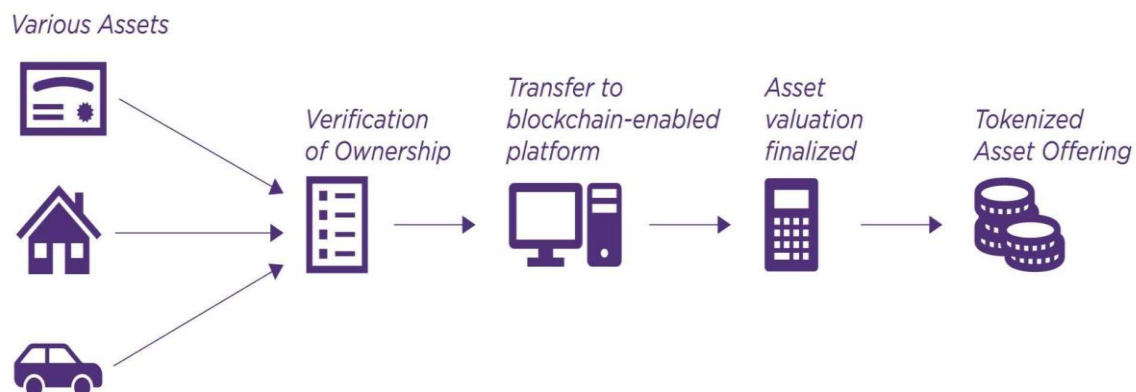 Various Assets
Verification
of Ownership
Transfer to
blockchain-enabled
platform
Asset
valuation
finalized
Tokenized
Asset Offering